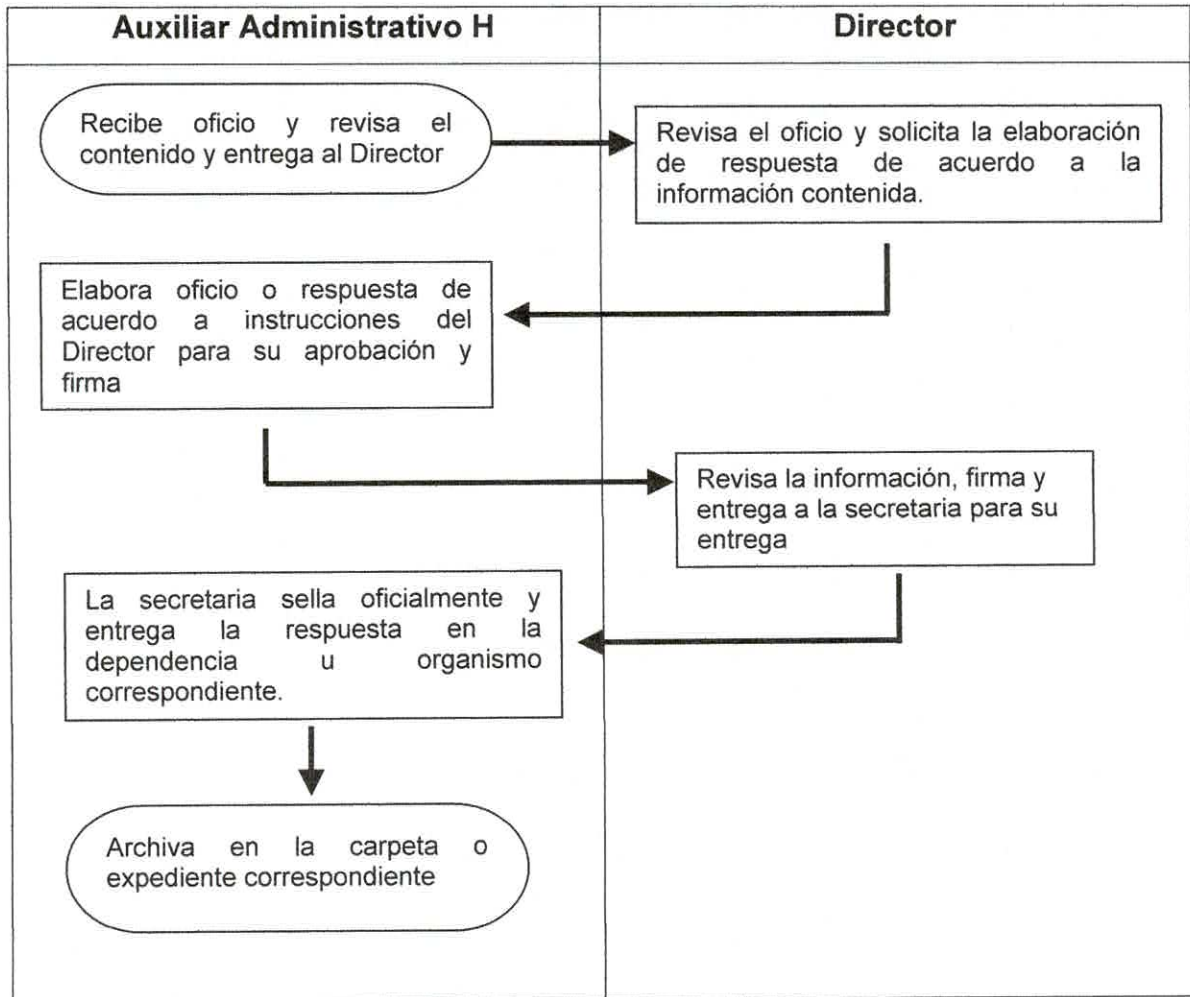 Auxiliar Administrativo H
Director
Recibe oficio y revisa el
contenido y entrega al Director
Revisa el oficio y solicita la elaboración
de respuesta de acuerdo a la
información contenida.
Elabora oficio o respuesta de
acuerdo a instrucciones del
Director para su aprobación y
firma
Revisa la información, firma y
entrega a la secretaria para su
entrega
La secretaria sella oficialmente y
entrega la respuesta en la
dependencia u organismo
correspondiente.
Archiva en la carpeta o
expediente correspondiente